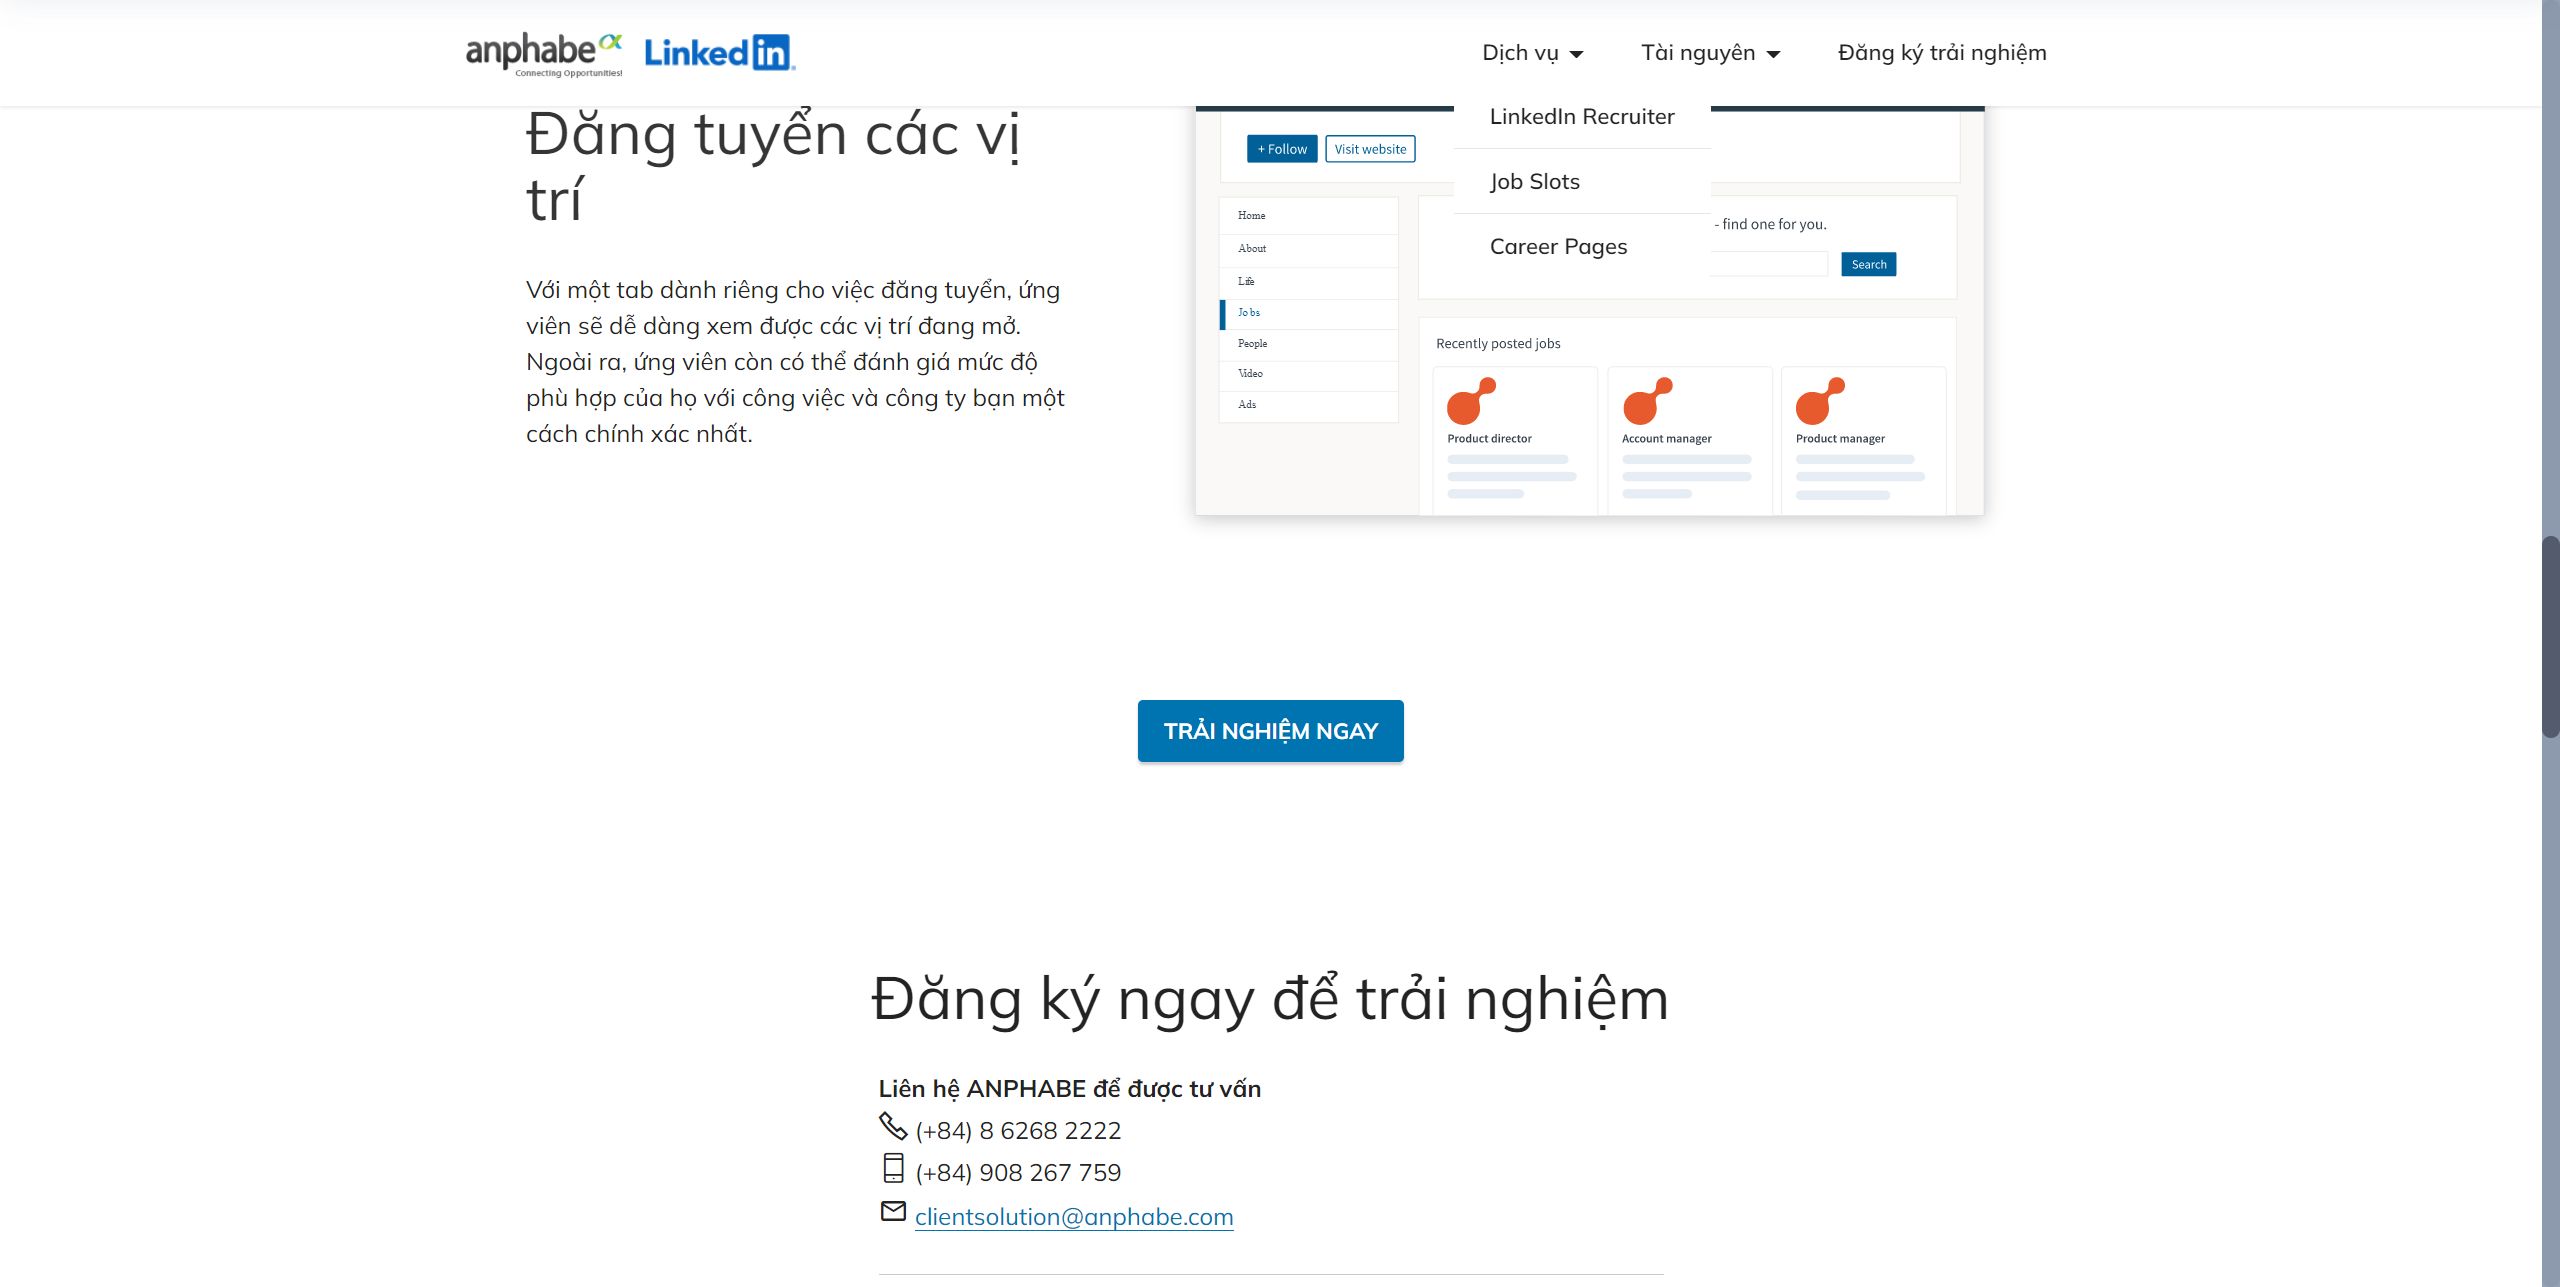 anphabe
Connecting Opportunities!
Linked in
Dịch vụ
Tài nguyên
Đăng ký trải nghiệm
LinkedIn Recruiter
Job Slots
Career Pages
Đăng tuyển các vị
trí
Với một tab dành riêng cho việc đăng tuyển, ứng
viên sẽ dễ dàng xem được các vị trí đang mở.
Ngoài ra, ứng viên còn có thể đánh giá mức độ
phù hợp của họ với công việc và công ty bạn một
cách chính xác nhất.
+ Follow
Visit website
Home
About
Life
Jobs
People
Video
Ads
- find one for you.
Search
Recently posted jobs
Product director
Account manager
Product manager
TRẢI NGHIỆM NGAY
Đăng ký ngay để trải nghiệm
Liên hệ ANPHABE để được tư vấn
(+84) 8 6268 2222
(+84) 908 267 759
clientsolution@anphabe.com